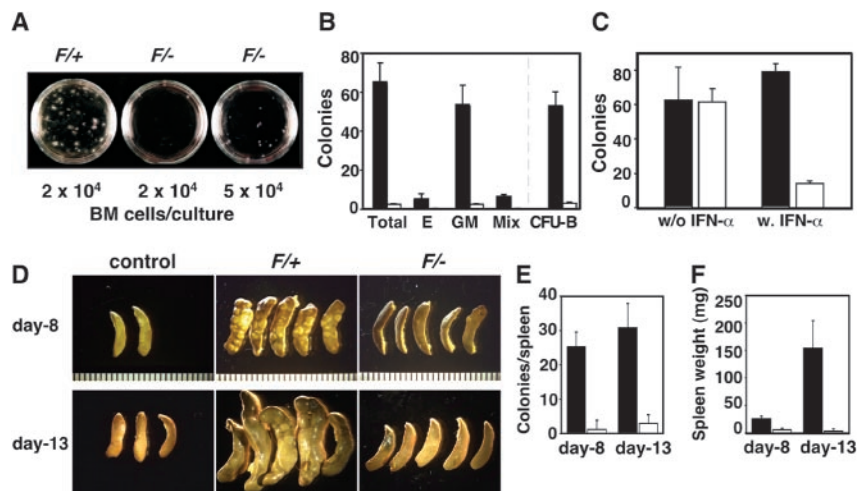 A
F/+ F/- F/-
2 x 10⁴ 2 x 10⁴ 5 x 10⁴
BM cells/culture
B
Colonies
80
60
40
20
0
Total E GM Mix CFU-B
C
Colonies
80
60
40
20
0
w/o IFN-α w. IFN-α
D
control F/+ F/-
day-8
day-13
E
Colonies/spleen
40
30
20
10
0
day-8 day-13
F
Spleen weight (mg)
250
200
150
100
50
0
day-8 day-13